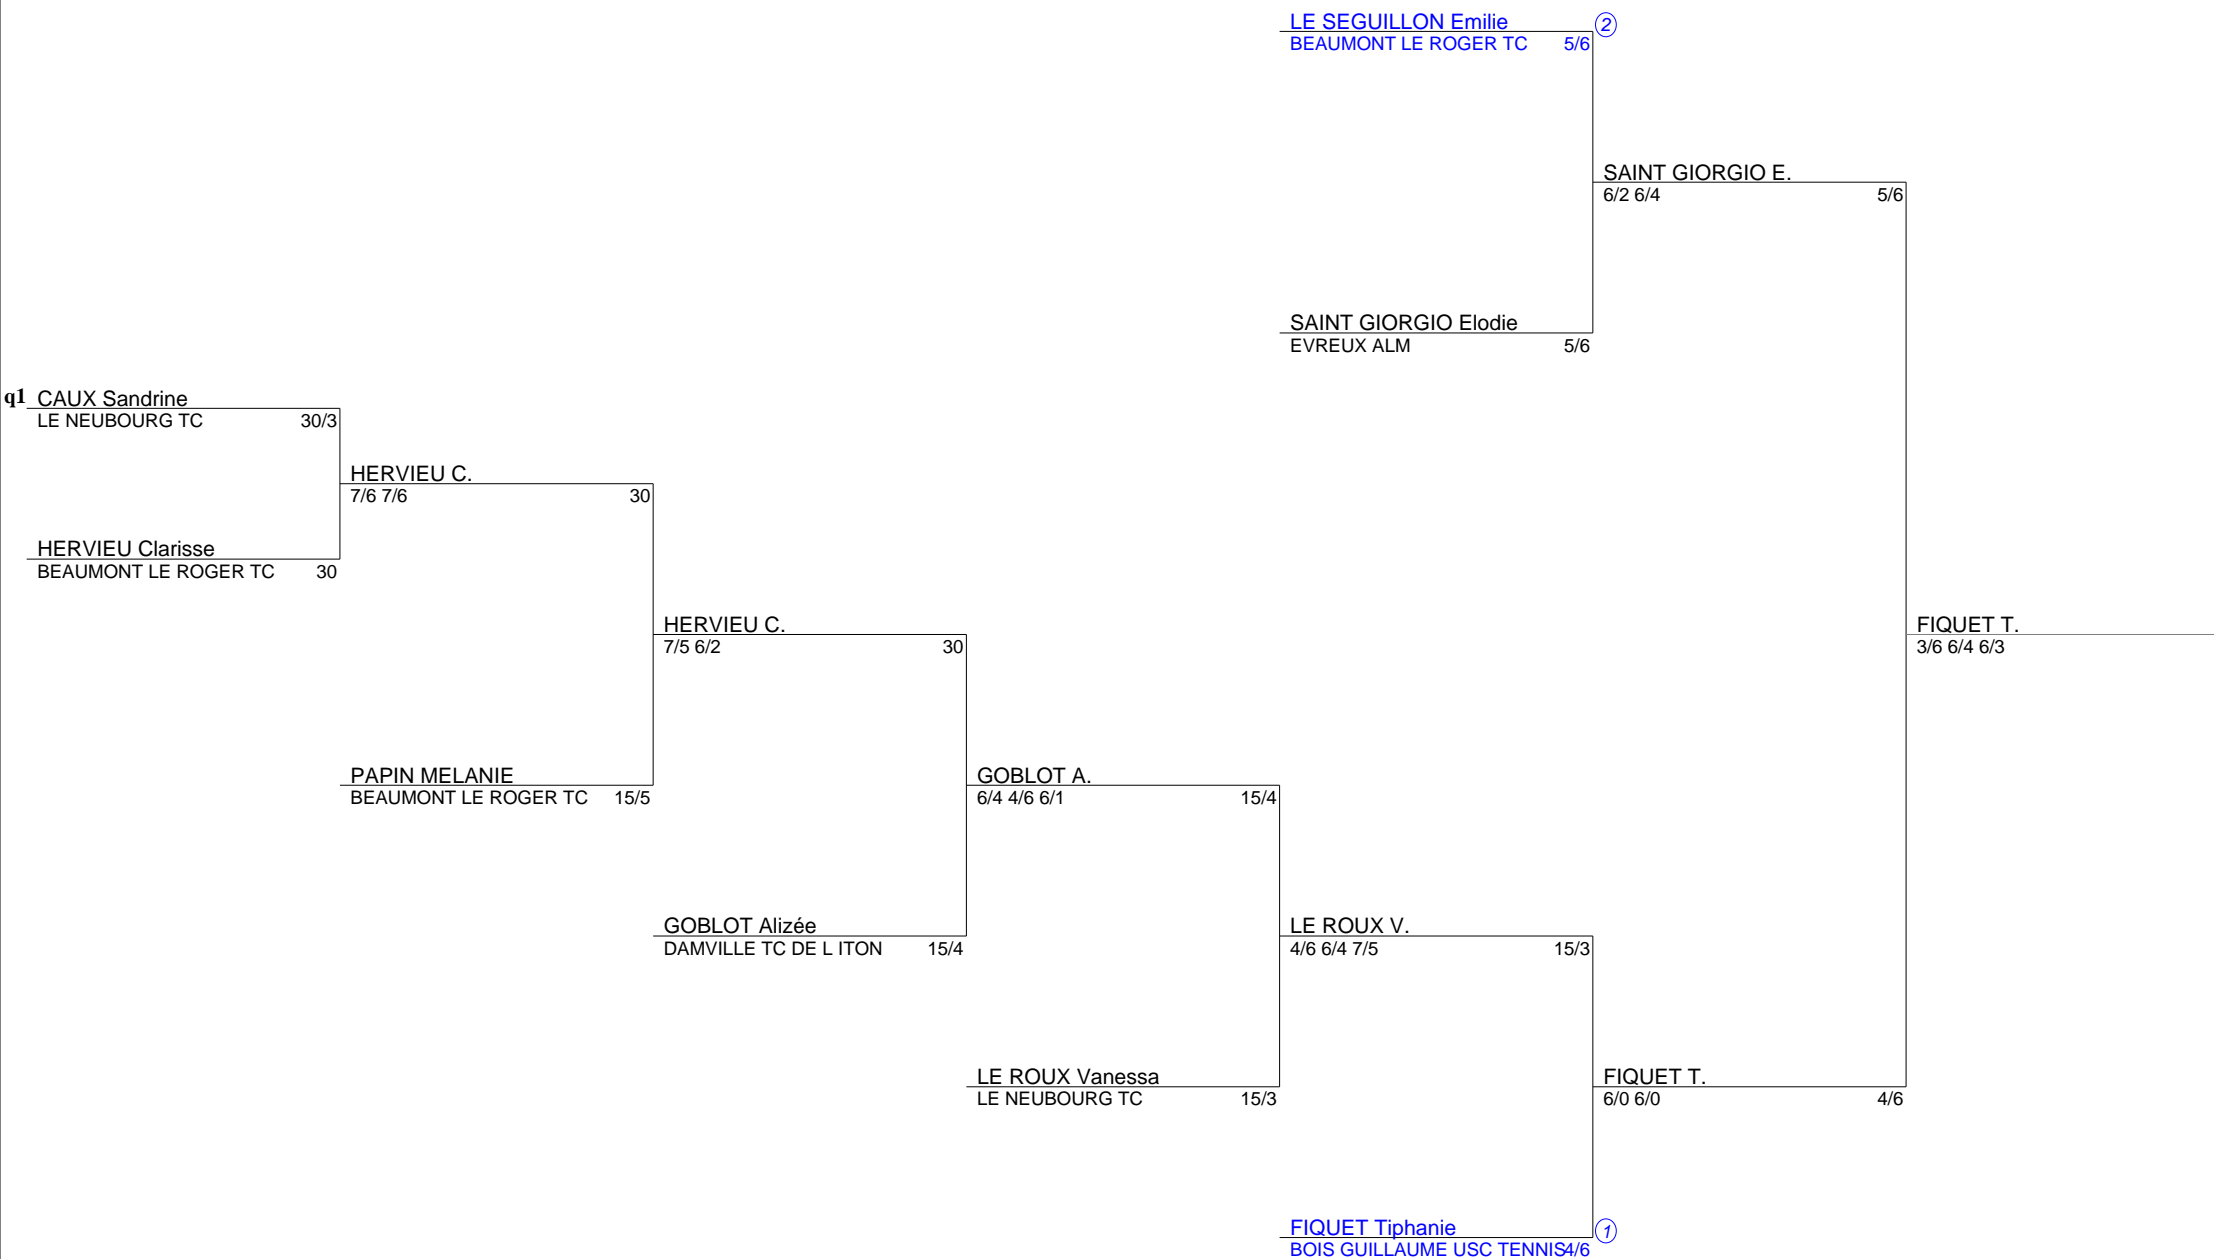 LE SEGUILLON Emilie 2
BEAUMONT LE ROGER TC 5/6
SAINT GIORGIO E.
6/2 6/4 5/6
SAINT GIORGIO Elodie
EVREUX ALM 5/6
q1 CAUX Sandrine
LE NEUBOURG TC 30/3
HERVIEU C.
7/6 7/6 30
HERVIEU Clarisse
BEAUMONT LE ROGER TC 30
HERVIEU C.
7/5 6/2 30
FIQUET T.
3/6 6/4 6/3
PAPIN MELANIE
BEAUMONT LE ROGER TC 15/5
GOBLOT A.
6/4 4/6 6/1 15/4
GOBLOT Alizée
DAMVILLE TC DE L ITON 15/4
LE ROUX V.
4/6 6/4 7/5 15/3
LE ROUX Vanessa
LE NEUBOURG TC 15/3
FIQUET T.
6/0 6/0 4/6
FIQUET Tiphanie 1
BOIS GUILLAUME USC TENNIS 4/6